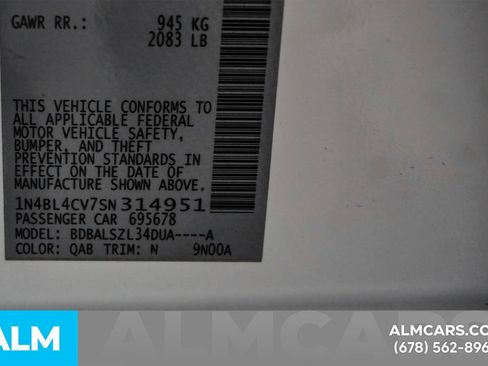 GAWR RR.: 945 KG
2083 LB
THIS VEHICLE CONFORMS TO
ALL APPLICABLE FEDERAL
MOTOR VEHICLE SAFETY,
BUMPER, AND THEFT
PREVENTION STANDARDS IN
EFFECT ON THE DATE OF
MANUFACTURE SHOWN ABOVE.
1N4BL4CV7SN314951
PASSENGER CAR 695678
MODEL: BDBALSZL34DUA----A
COLOR: QAB TRIM: N 9N00A
ALM
ALMCARS
ALMCARS.CO
(678) 562-896